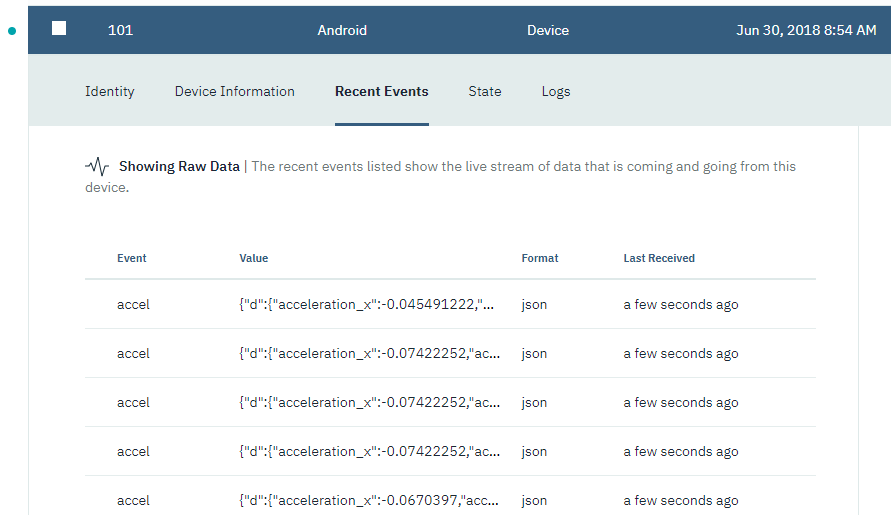 101 Android Device Jun 30, 2018 8:54 AM
Identity Device Information Recent Events State Logs
Showing Raw Data | The recent events listed show the live stream of data that is coming and going from this
device.
Event Value Format Last Received
accel {"d":{"acceleration_x":-0.045491222,"... json a few seconds ago
accel {"d":{"acceleration_x":-0.07422252,"ac... json a few seconds ago
accel {"d":{"acceleration_x":-0.07422252,"ac... json a few seconds ago
accel {"d":{"acceleration_x":-0.07422252,"ac... json a few seconds ago
accel {"d":{"acceleration_x":-0.0670397,"acc... json a few seconds ago